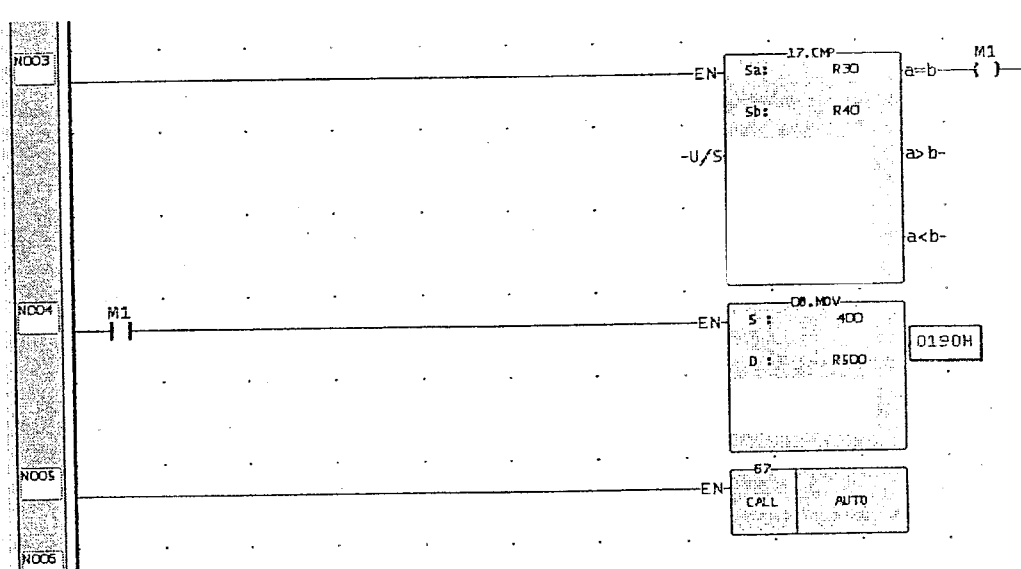 N003
17.CMP
M1
EN
Sa: R30
a=b
( )
Sb: R40
U/S
a>b
a<b
N004
M1
08.MOV
EN
S : 400
0190H
D : R500
N005
67
EN
CALL
AUTO
N006